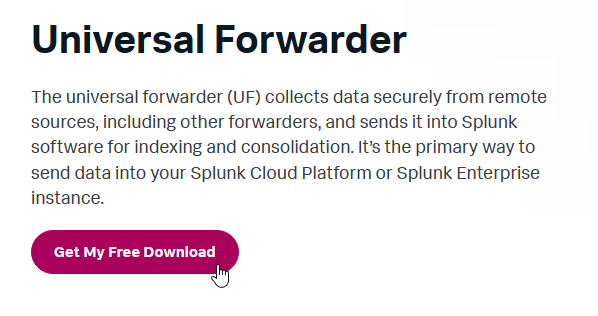 Universal Forwarder
The universal forwarder (UF) collects data securely from remote
sources, including other forwarders, and sends it into Splunk
software for indexing and consolidation. It’s the primary way to
send data into your Splunk Cloud Platform or Splunk Enterprise
instance.
Get My Free Download